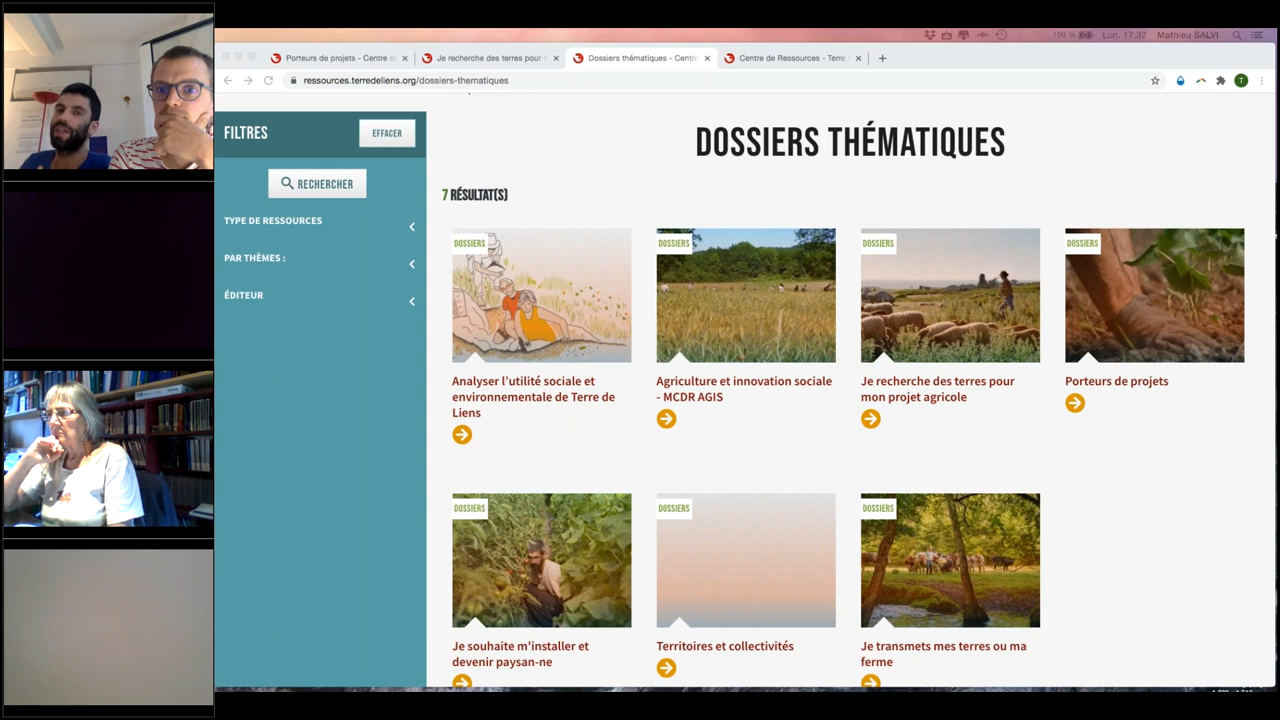 100 %
Lun. 17:32
Mathieu SALVI
Porteurs de projets - Centre d
Je recherche des terres pour
Dossiers thématiques - Centre
Centre de Ressources - Terre
ressources.terredeliens.org/dossiers-thematiques
T
FILTRES
EFFACER
RECHERCHER
TYPE DE RESSOURCES
PAR THÈMES :
ÉDITEUR
DOSSIERS THÉMATIQUES
7 RÉSULTAT(S)
DOSSIERS
Analyser l'utilité sociale et
environnementale de Terre de
Liens
DOSSIERS
Agriculture et innovation sociale
- MCDR AGIS
DOSSIERS
Je recherche des terres pour
mon projet agricole
DOSSIERS
Porteurs de projets
DOSSIERS
Je souhaite m'installer et
devenir paysan-ne
DOSSIERS
Territoires et collectivités
DOSSIERS
Je transmets mes terres ou ma
ferme